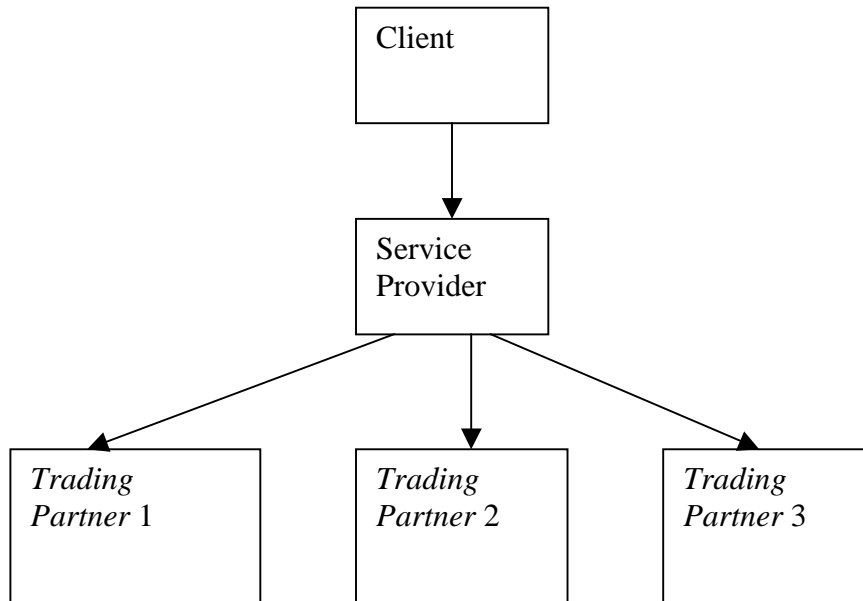 Client
Service
Provider
Trading
Partner 1
Trading
Partner 2
Trading
Partner 3